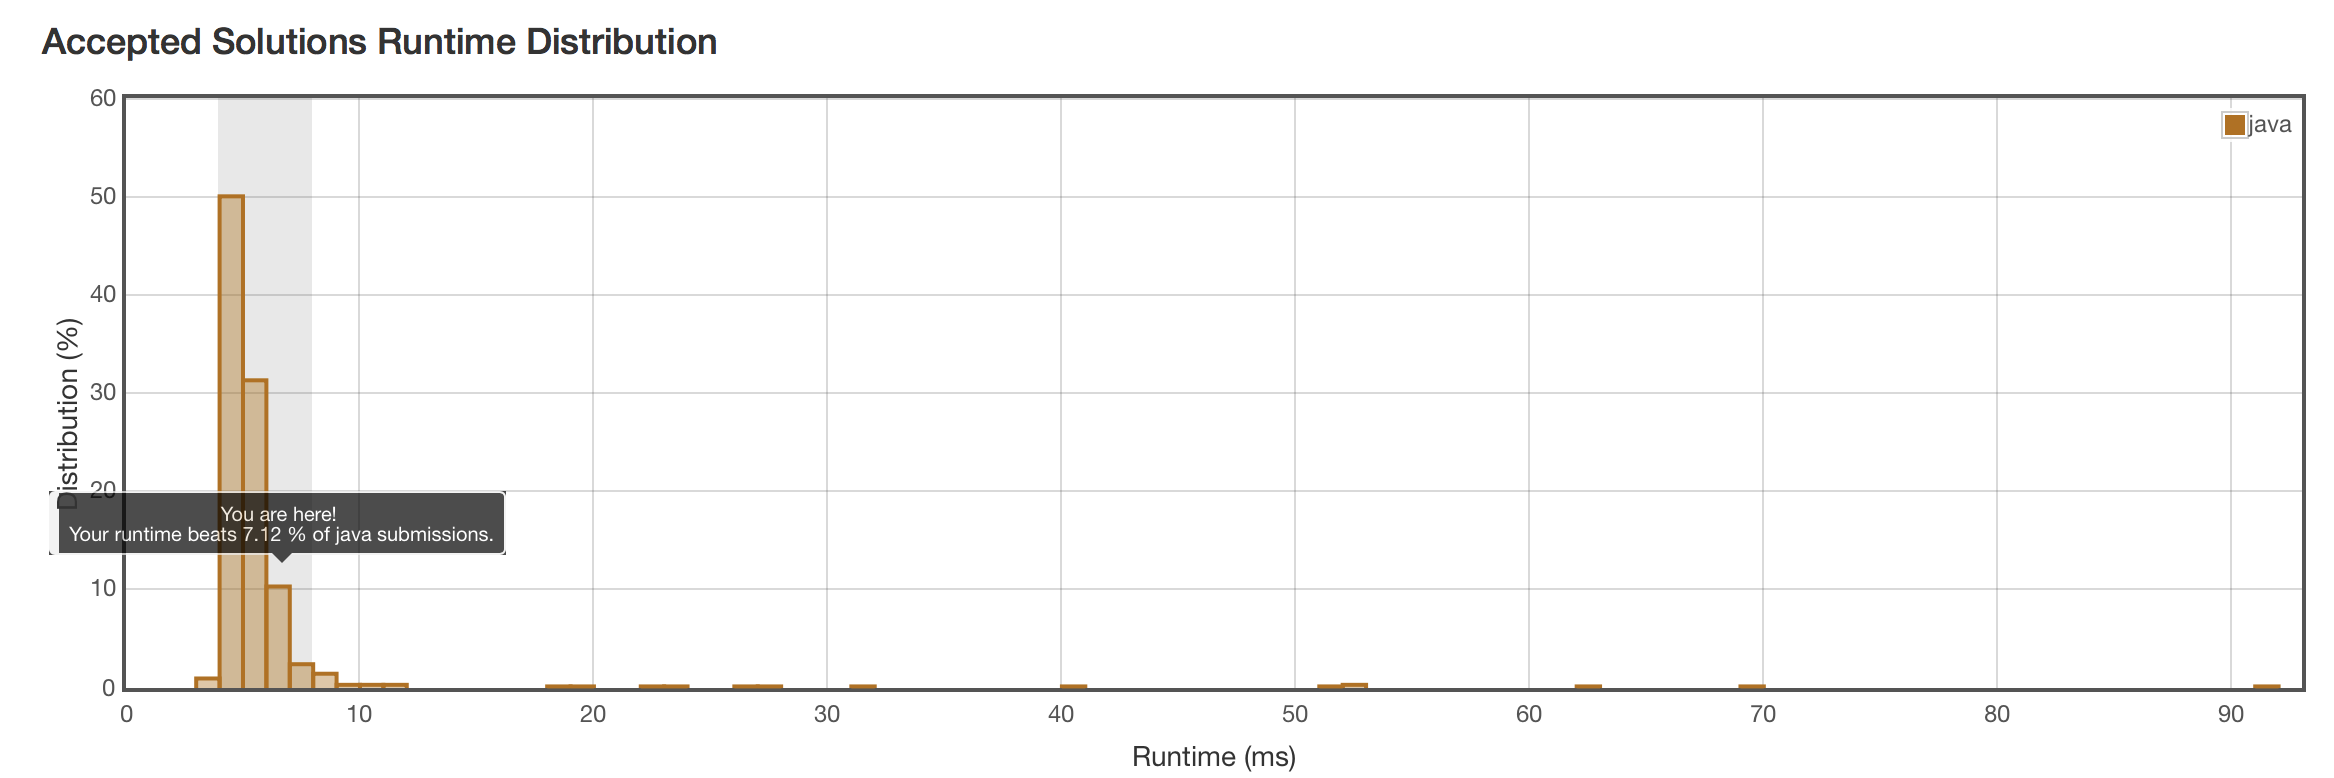 Accepted Solutions Runtime Distribution
60
50
40
30
20
10
0
Distribution (%)
java
You are here!
Your runtime beats 7.12 % of java submissions.
0 10 20 30 40 50 60 70 80 90
Runtime (ms)